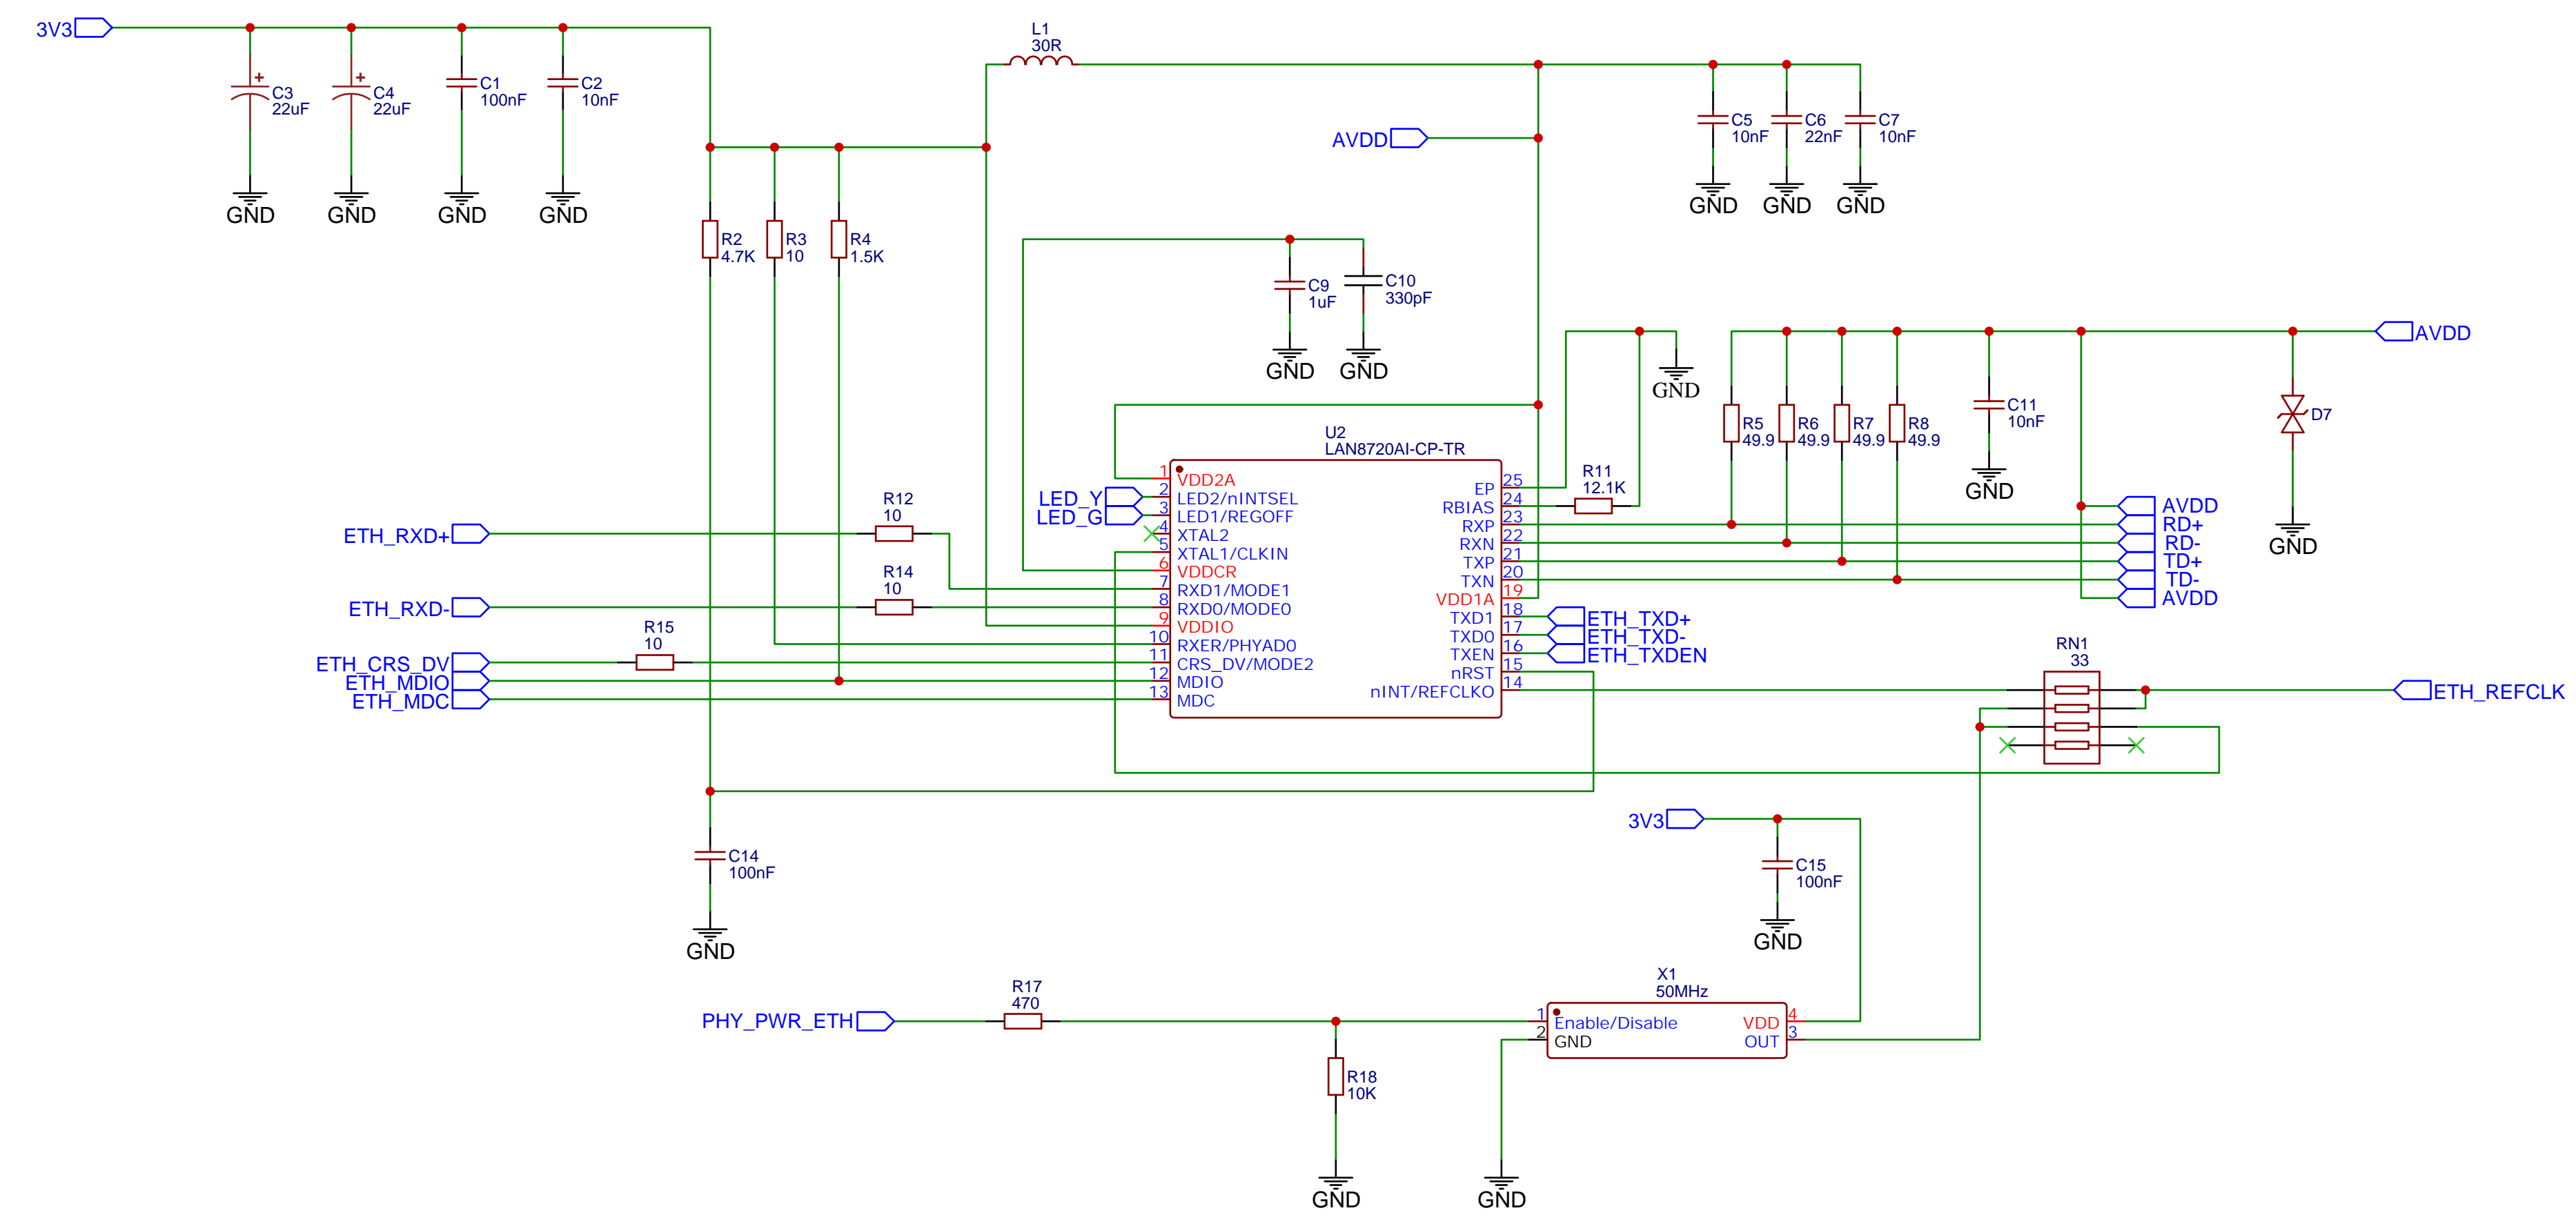 3V3
C3
22uF
GND
C4
22uF
GND
C1
100nF
GND
C2
10nF
GND
L1
30R
AVDD
C5
10nF
GND
C6
22nF
GND
C7
10nF
GND
R2
4.7K
R3
10
R4
1.5K
C9
1uF
GND
C10
330pF
GND
GND
AVDD
R5
49.9
R6
49.9
R7
49.9
R8
49.9
C11
10nF
GND
D7
GND
U2
LAN8720AI-CP-TR
1 VDD2A
LED_Y 2 LED2/nINTSEL
LED_G 3 LED1/REGOFF
4 XTAL2
5 XTAL1/CLKIN
6 VDDCR
7 RXD1/MODE1
8 RXD0/MODE0
9 VDDIO
10 RXER/PHYAD0
11 CRS_DV/MODE2
12 MDIO
13 MDC
EP 25
RBIAS 24
RXP 23
RXN 22
TXP 21
TXN 20
VDD1A 19
TXD1 18 ETH_TXD+
TXD0 17 ETH_TXD-
TXEN 16 ETH_TXDEN
nRST 15
nINT/REFCLKO 14
R11
12.1K
AVDD
RD+
RD-
TD+
TD-
AVDD
R12
10
ETH_RXD+
R14
10
ETH_RXD-
R15
10
ETH_CRS_DV
ETH_MDIO
ETH_MDC
RN1
33
ETH_REFCLK
C14
100nF
GND
3V3
C15
100nF
GND
X1
50MHz
1 Enable/Disable
2 GND
VDD 4
OUT 3
PHY_PWR_ETH
R17
470
R18
10K
GND
GND